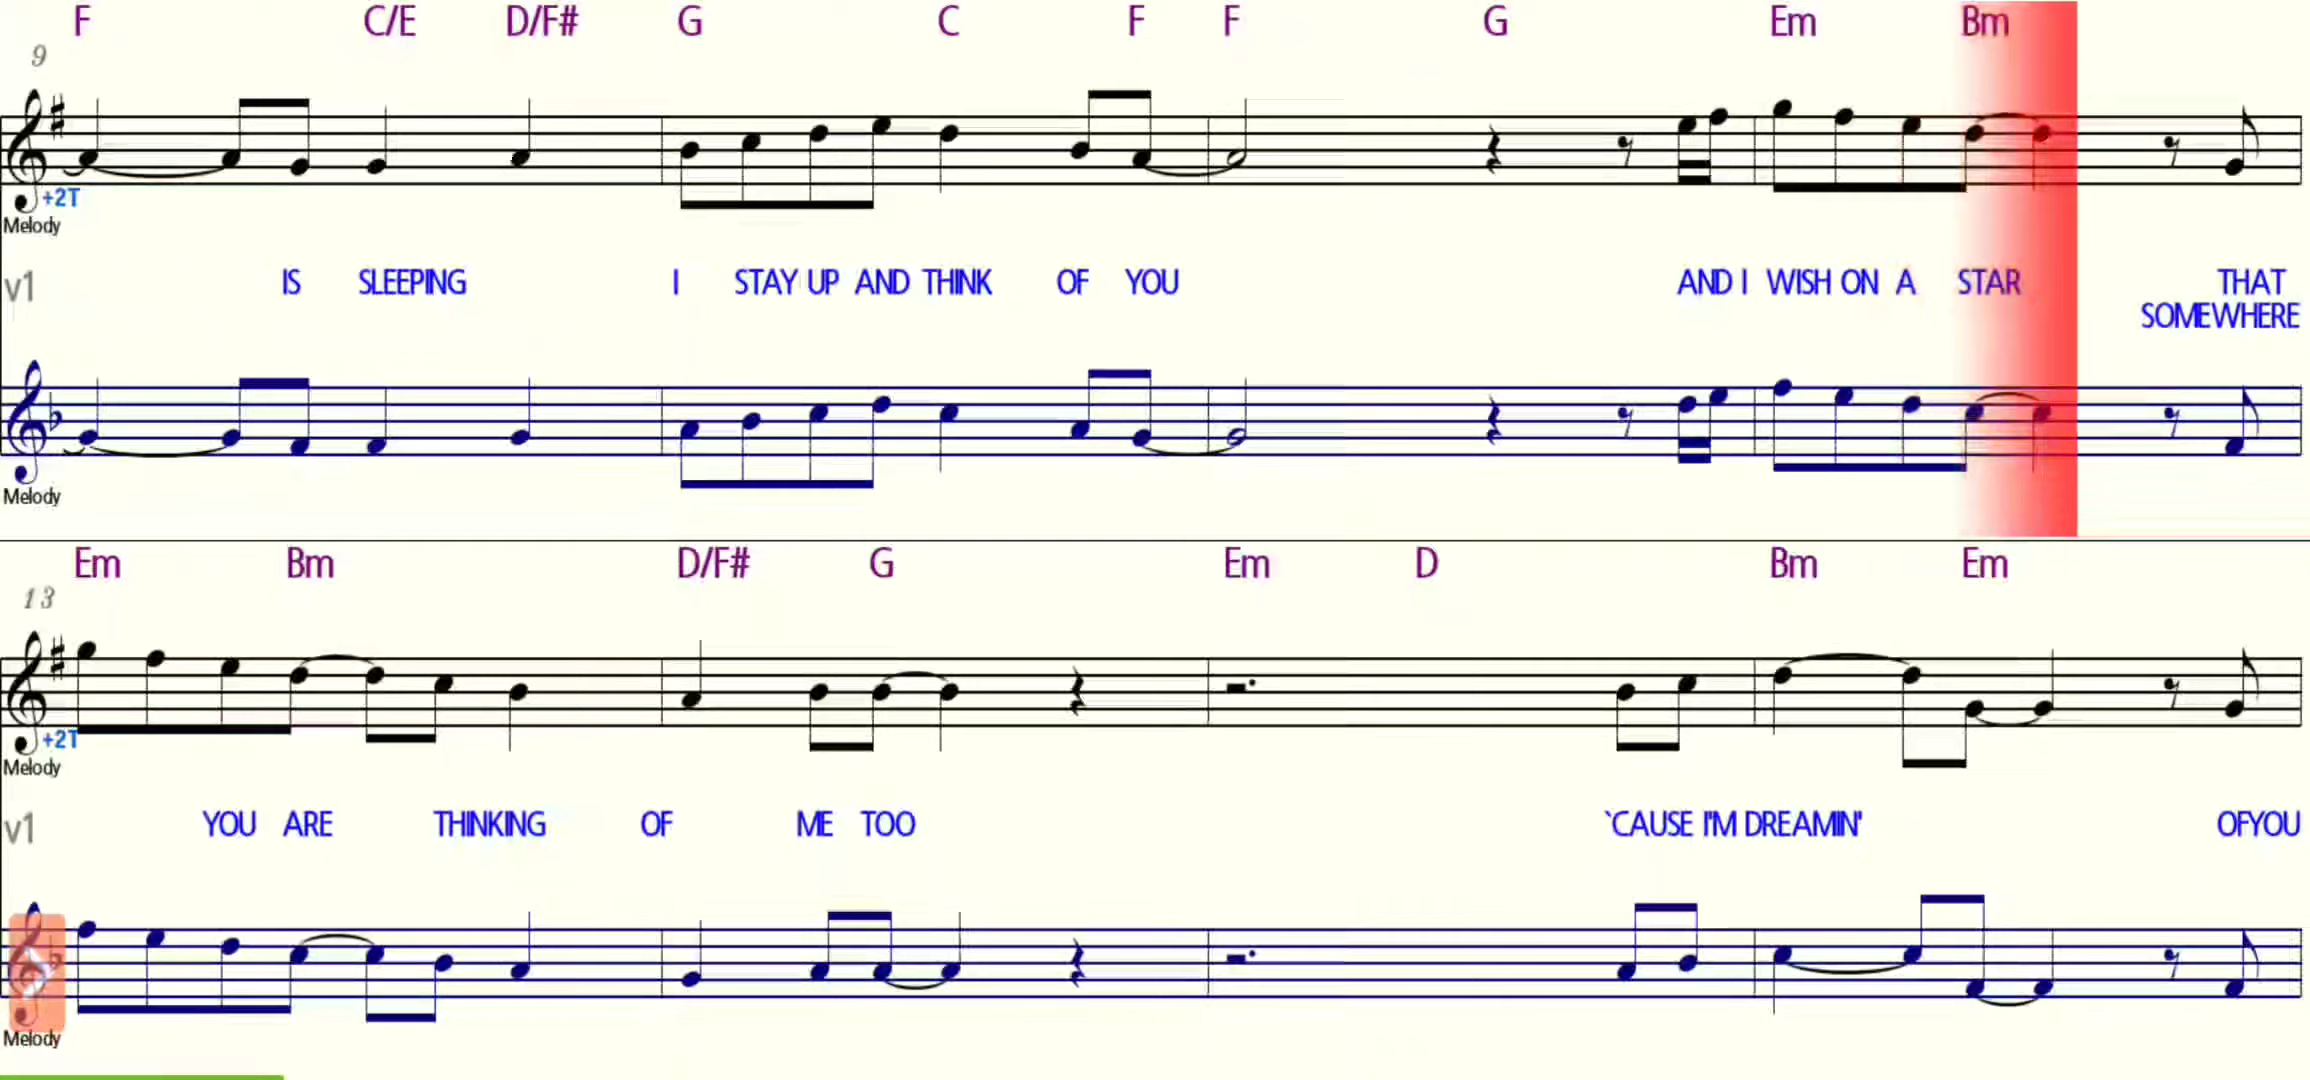 F C/E D/F# G C F F G Em Bm
9
+2T
Melody
v1 IS SLEEPING I STAY UP AND THINK OF YOU AND I WISH ON A STAR THAT
SOMEWHERE
Melody
Em Bm D/F# G Em D Bm Em
13
+2T
Melody
v1 YOU ARE THINKING OF ME TOO `CAUSE I'M DREAMIN' OFYOU
Melody